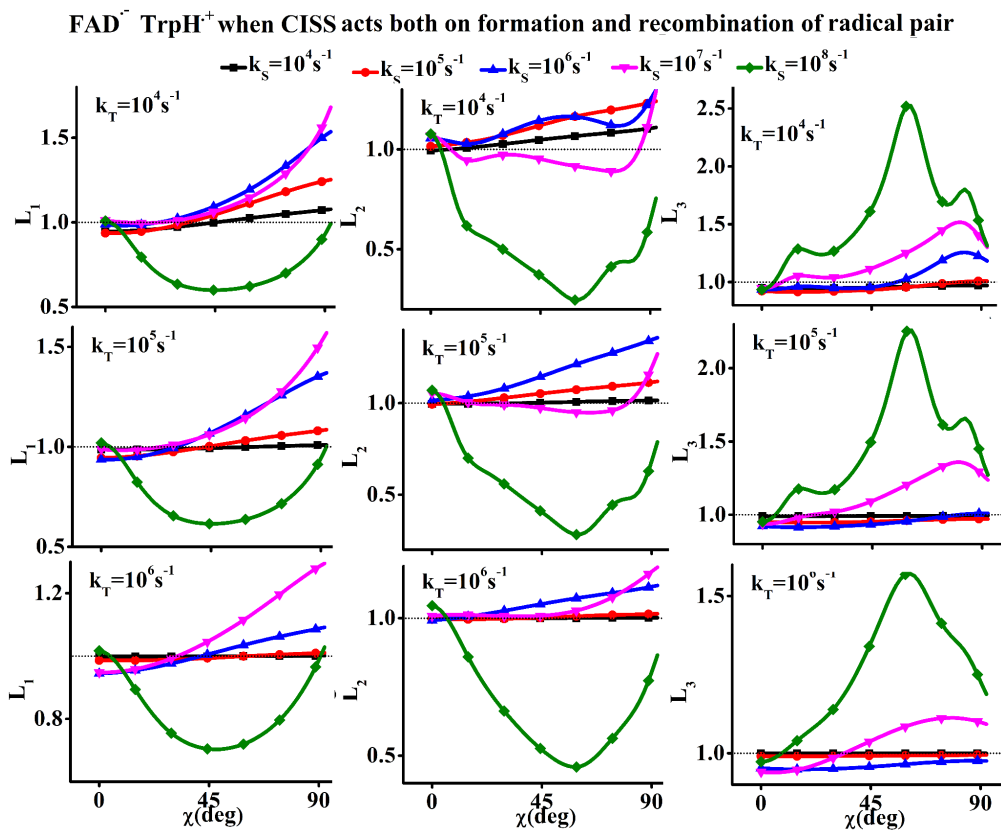 FAD·- TrpH·+ when CISS acts both on formation and recombination of radical pair
kS=10^4s^-1 kS=10^5s^-1 kS=10^6s^-1 kS=10^7s^-1 kS=10^8s^-1
kT=10^4s^-1
1.5
1.0
0.5
L1
kT=10^4s^-1
1.0
0.5
L2
kT=10^4s^-1
2.5
2.0
1.5
1.0
L3
kT=10^5s^-1
1.5
1.0
0.5
L1
kT=10^5s^-1
1.0
0.5
L2
kT=10^5s^-1
2.0
1.5
1.0
L3
kT=10^6s^-1
1.2
0.8
L1
0 45 90
χ(deg)
kT=10^6s^-1
1.0
0.5
L2
0 45 90
χ(deg)
kT=10^6s^-1
1.5
1.0
L3
0 45 90
χ(deg)